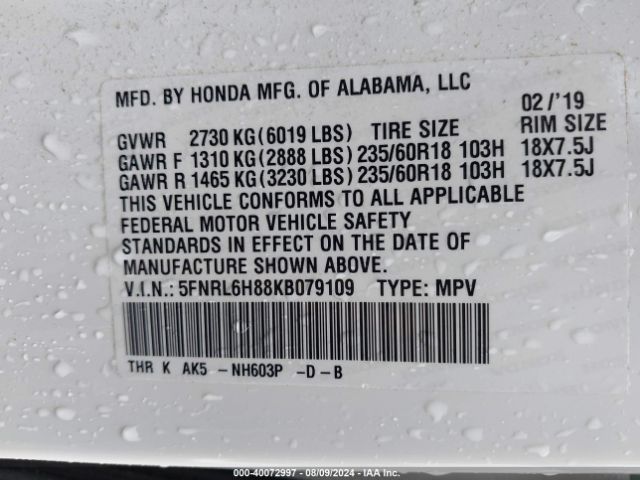 MFD. BY HONDA MFG. OF ALABAMA, LLC
02/'19
GVWR 2730 KG (6019 LBS) TIRE SIZE RIM SIZE
GAWR F 1310 KG (2888 LBS) 235/60R18 103H 18X7.5J
GAWR R 1465 KG (3230 LBS) 235/60R18 103H 18X7.5J
THIS VEHICLE CONFORMS TO ALL APPLICABLE
FEDERAL MOTOR VEHICLE SAFETY
STANDARDS IN EFFECT ON THE DATE OF
MANUFACTURE SHOWN ABOVE.
V.I.N.: 5FNRL6H88KB079109 TYPE: MPV
THR K AK5 - NH603P -D-B
000-40072997 - 08/09/2024 - IAA Inc.